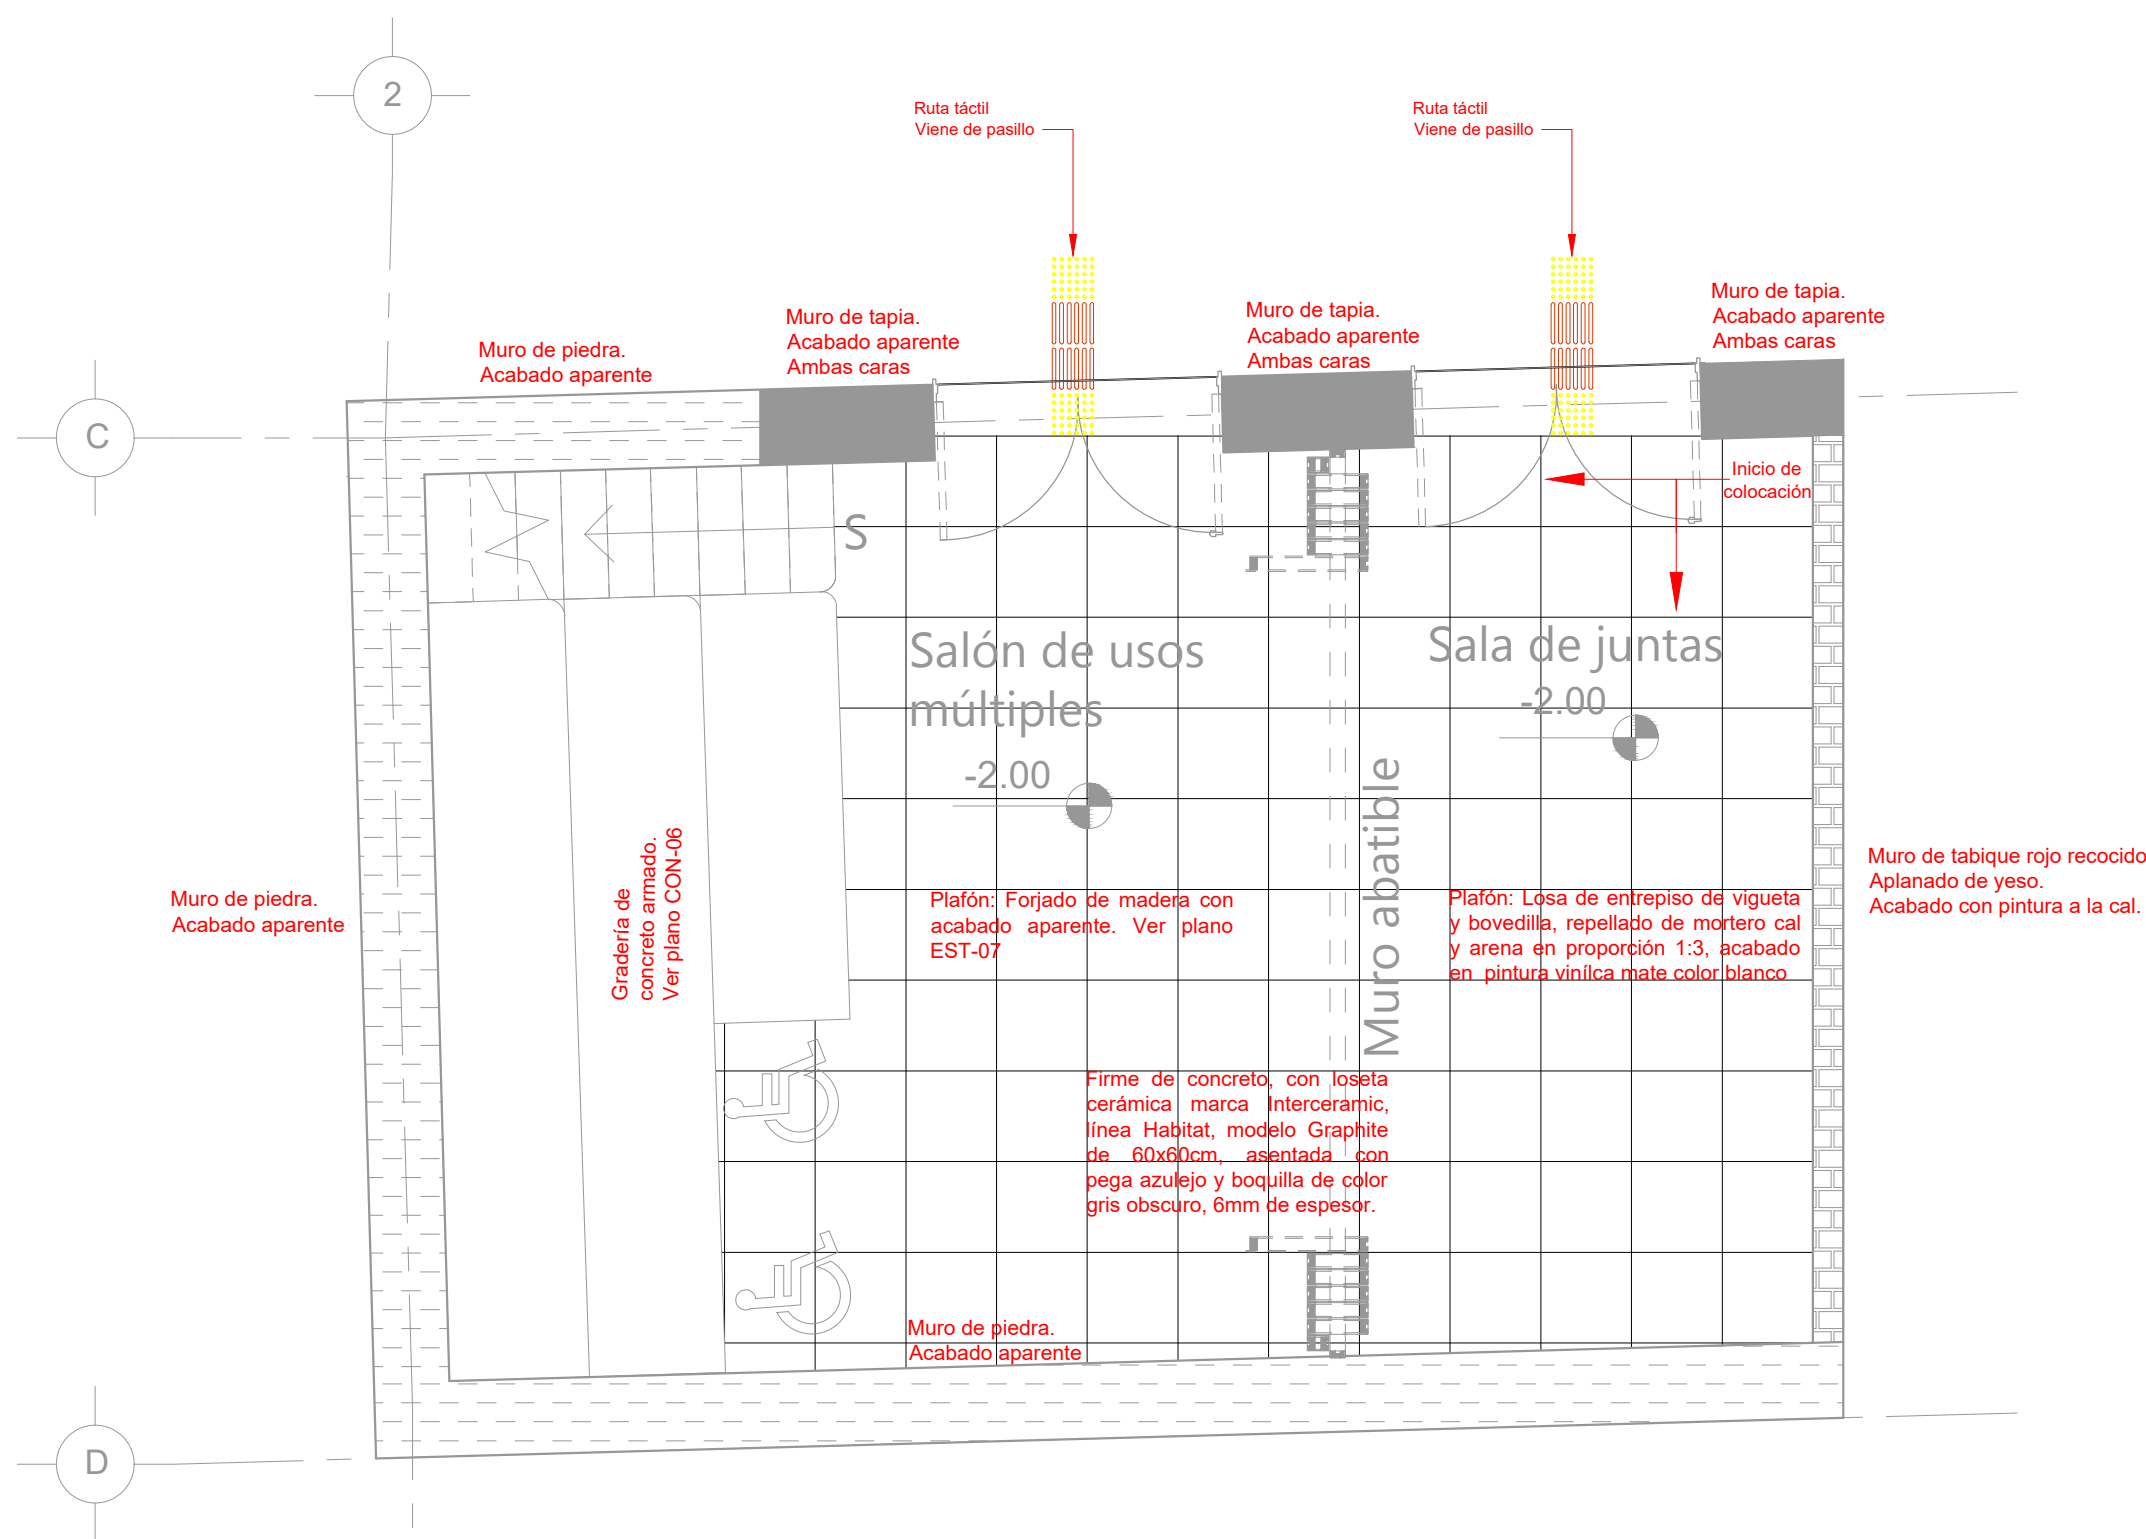 2
Ruta táctil
Viene de pasillo
Ruta táctil
Viene de pasillo
Muro de piedra.
Acabado aparente
Muro de tapia.
Acabado aparente
Ambas caras
Muro de tapia.
Acabado aparente
Ambas caras
Muro de tapia.
Acabado aparente
Ambas caras
C
Inicio de
colocación
S
Salón de usos
múltiples
-2.00
Sala de juntas
-2.00
Muro abatible
Muro de piedra.
Acabado aparente
Gradería de
concreto armado.
Ver plano CON-06
Plafón: Forjado de madera con
acabado aparente. Ver plano
EST-07
Plafón: Losa de entrepiso de vigueta
y bovedilla, repellado de mortero cal
y arena en proporción 1:3, acabado
en pintura vinílca mate color blanco
Muro de tabique rojo recocido
Aplanado de yeso.
Acabado con pintura a la cal.
Firme de concreto, con loseta
cerámica marca Interceramic,
línea Habitat, modelo Graphite
de 60x60cm, asentada con
pega azulejo y boquilla de color
gris obscuro, 6mm de espesor.
Muro de piedra.
Acabado aparente
D